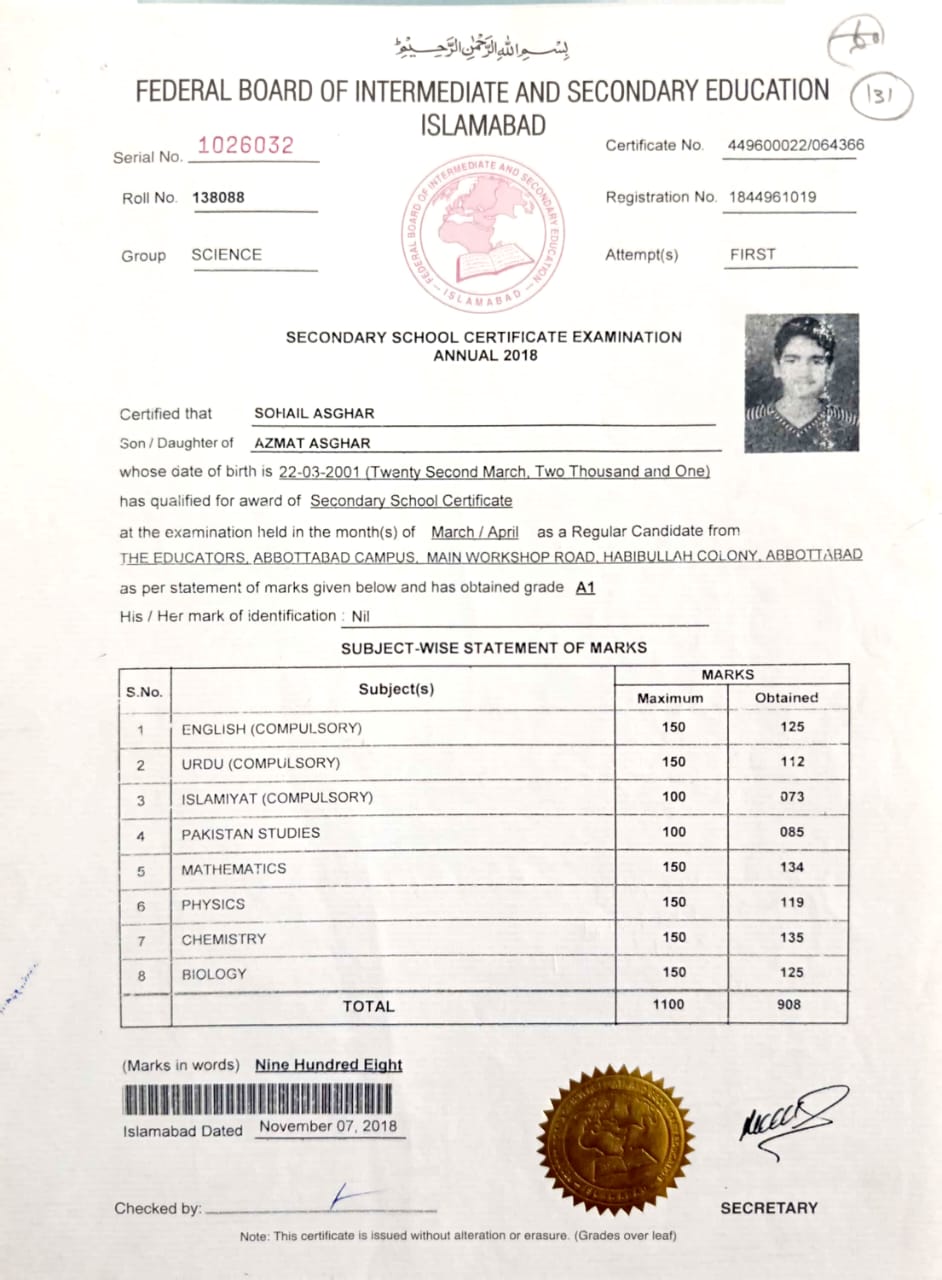 بِسْمِ اللهِ الرَّحْمٰنِ الرَّحِيْمِ
131
FEDERAL BOARD OF INTERMEDIATE AND SECONDARY EDUCATION
ISLAMABAD
Serial No. 1026032
Certificate No. 449600022/064366
Roll No. 138088
Registration No. 1844961019
Group SCIENCE
Attempt(s) FIRST
FEDERAL BOARD OF INTERMEDIATE AND SECONDARY EDUCATION
ISLAMABAD
SECONDARY SCHOOL CERTIFICATE EXAMINATION
ANNUAL 2018
Certified that SOHAIL ASGHAR
Son / Daughter of AZMAT ASGHAR
whose date of birth is 22-03-2001 (Twenty Second March, Two Thousand and One)
has qualified for award of Secondary School Certificate
at the examination held in the month(s) of March / April as a Regular Candidate from
THE EDUCATORS, ABBOTTABAD CAMPUS, MAIN WORKSHOP ROAD, HABIBULLAH COLONY, ABBOTTABAD
as per statement of marks given below and has obtained grade A1
His / Her mark of identification : Nil
SUBJECT-WISE STATEMENT OF MARKS
S.No. Subject(s) MARKS
Maximum Obtained
1 ENGLISH (COMPULSORY) 150 125
2 URDU (COMPULSORY) 150 112
3 ISLAMIYAT (COMPULSORY) 100 073
4 PAKISTAN STUDIES 100 085
5 MATHEMATICS 150 134
6 PHYSICS 150 119
7 CHEMISTRY 150 135
8 BIOLOGY 150 125
TOTAL 1100 908
(Marks in words) Nine Hundred Eight
Islamabad Dated November 07, 2018
Checked by:
SECRETARY
Note: This certificate is issued without alteration or erasure. (Grades over leaf)